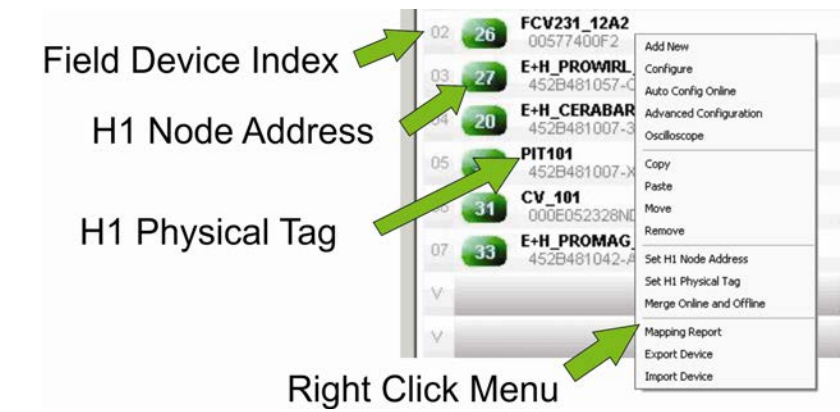 Field Device Index
H1 Node Address
H1 Physical Tag
Right Click Menu
02 26 FCV231_12A2
00577400F2
03 27 E+H_PROWIRL_
452B481057-
04 20 E+H_CERABAR
452B481007-3
05 PIT101
452B481007-X
31 CV_101
000E052328N
07 33 E+H_PROMAG_
452B481042-A
V
V
Add New
Configure
Auto Config Online
Advanced Configuration
Oscilloscope
Copy
Paste
Move
Remove
Set H1 Node Address
Set H1 Physical Tag
Merge Online and Offline
Mapping Report
Export Device
Import Device